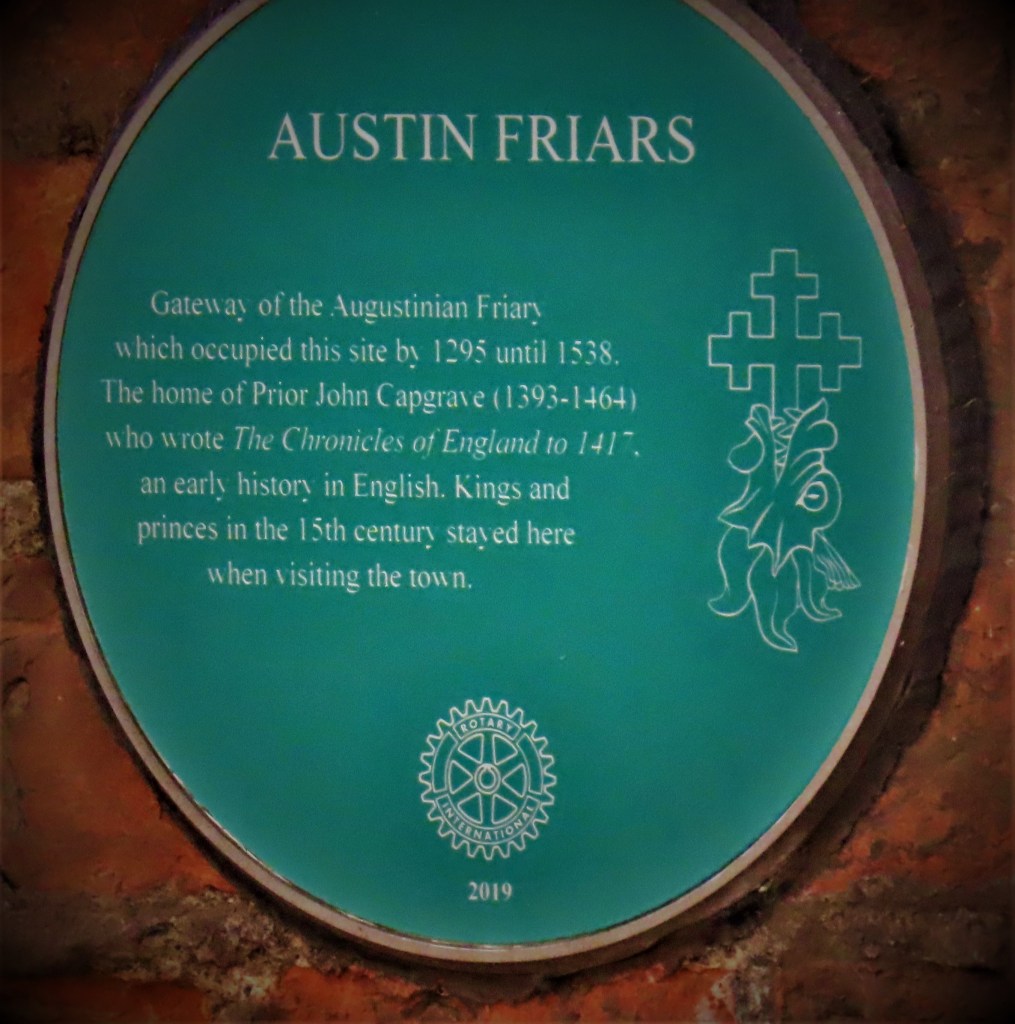 AUSTIN FRIARS
Gateway of the Augustinian Friary
which occupied this site by 1295 until 1538.
The home of Prior John Capgrave (1393-1464)
who wrote The Chronicles of England to 1417,
an early history in English. Kings and
princes in the 15th century stayed here
when visiting the town.
ROTARY
INTERNATIONAL
2019